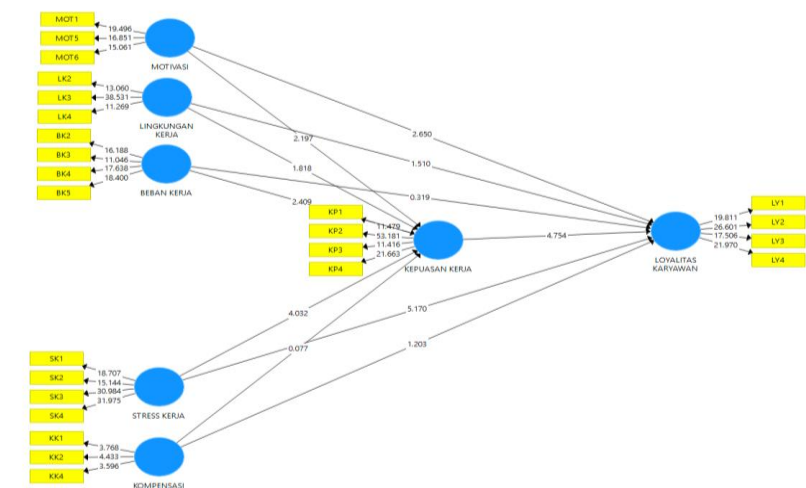 MOT1
19.496
MOT5
16.851
MOT6
15.061
MOTIVASI
LK2
13.060
LK3
38.531
LK4
11.269
LINGKUNGAN
KERJA
BK2
16.188
BK3
11.046
BK4
17.638
BK5
18.400
BEBAN KERJA
2.650
2.197
1.510
1.818
0.319
2.409
KP1
11.479
KP2
53.181
KP3
11.416
KP4
21.663
KEPUASAN KERJA
4.754
LY1
19.811
LY2
26.601
LY3
17.506
LY4
21.970
LOYALITAS
KARYAWAN
4.032
5.170
0.077
1.203
SK1
18.707
SK2
15.144
SK3
30.984
SK4
31.975
STRESS KERJA
KK1
3.768
KK2
4.433
KK4
3.596
KOMPENSASI